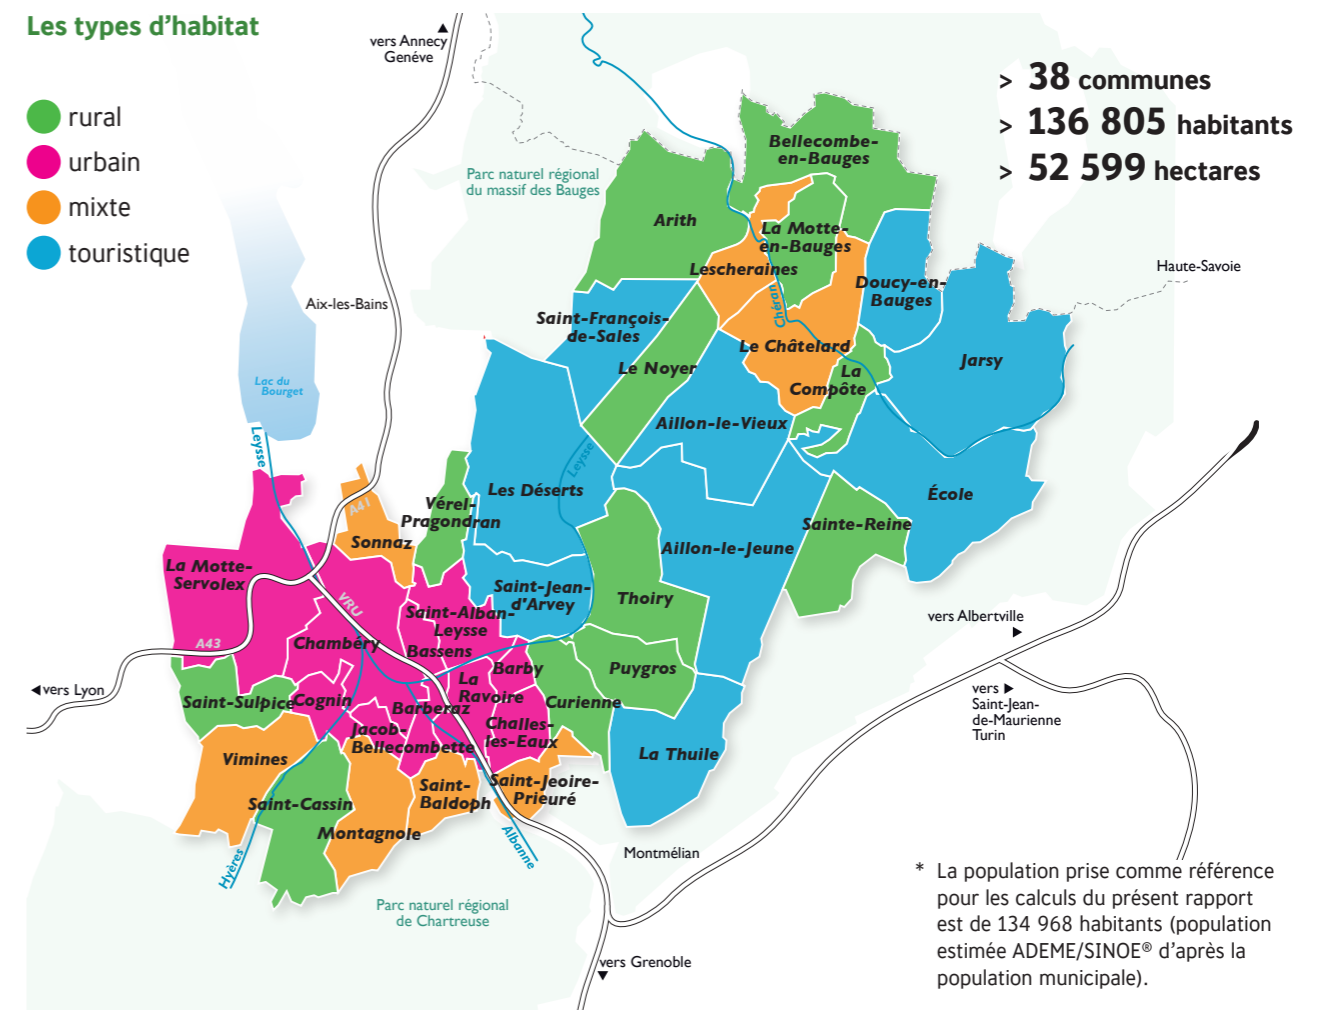 Les types d'habitat
rural
urbain
mixte
touristique
> 38 communes
> 136 805 habitants
> 52 599 hectares
vers Annecy
Genéve
Parc naturel régional
du massif des Bauges
Bellecombe-
en-Bauges
Arith
La Motte-
en-Bauges
Lescheraines
Doucy-en-
Bauges
Haute-Savoie
Aix-les-Bains
Chéran
Saint-François-
de-Sales
Le Châtelard
Jarsy
Le Noyer
La
Compôte
Lac du
Bourget
Aillon-le-Vieux
Leysse
Leysse
Les Déserts
École
A41
Vérel-
Pragondran
Sonnaz
Sainte-Reine
Aillon-le-Jeune
La Motte-
Servolex
Saint-Jean-
d'Arvey
Thoiry
VRU
Saint-Alban-
Leysse
vers Albertville
A43
Chambéry
Bassens
Barby
Puygros
vers Lyon
Saint-Sulpice
Cognin
La
Ravoire
Curienne
vers
Saint-Jean-
de-Maurienne
Turin
Barberaz
Jacob-
Bellecombette
Challes-
les-Eaux
Vimines
La Thuile
Saint-Cassin
Saint-
Baldoph
Saint-Jeoire-
Prieuré
Montagnole
Hyères
Albanne
Montmélian
Parc naturel régional
de Chartreuse
vers Grenoble
* La population prise comme référence
pour les calculs du présent rapport
est de 134 968 habitants (population
estimée ADEME/SINOE® d'après la
population municipale).